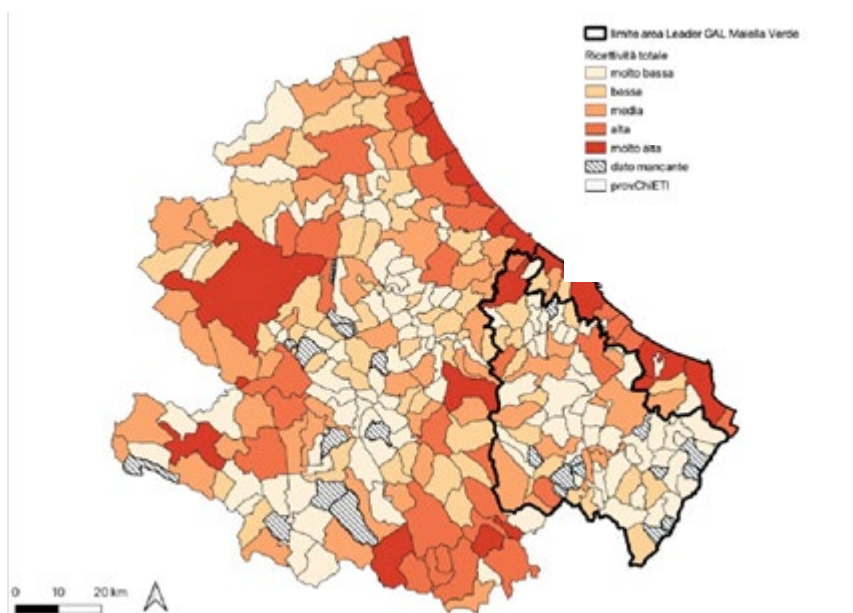 limite area Leader GAL Maiella Verde
Ricettività totale
molto bassa
bassa
media
alta
molto alta
dato mancante
provCHIETI
0 10 20 km